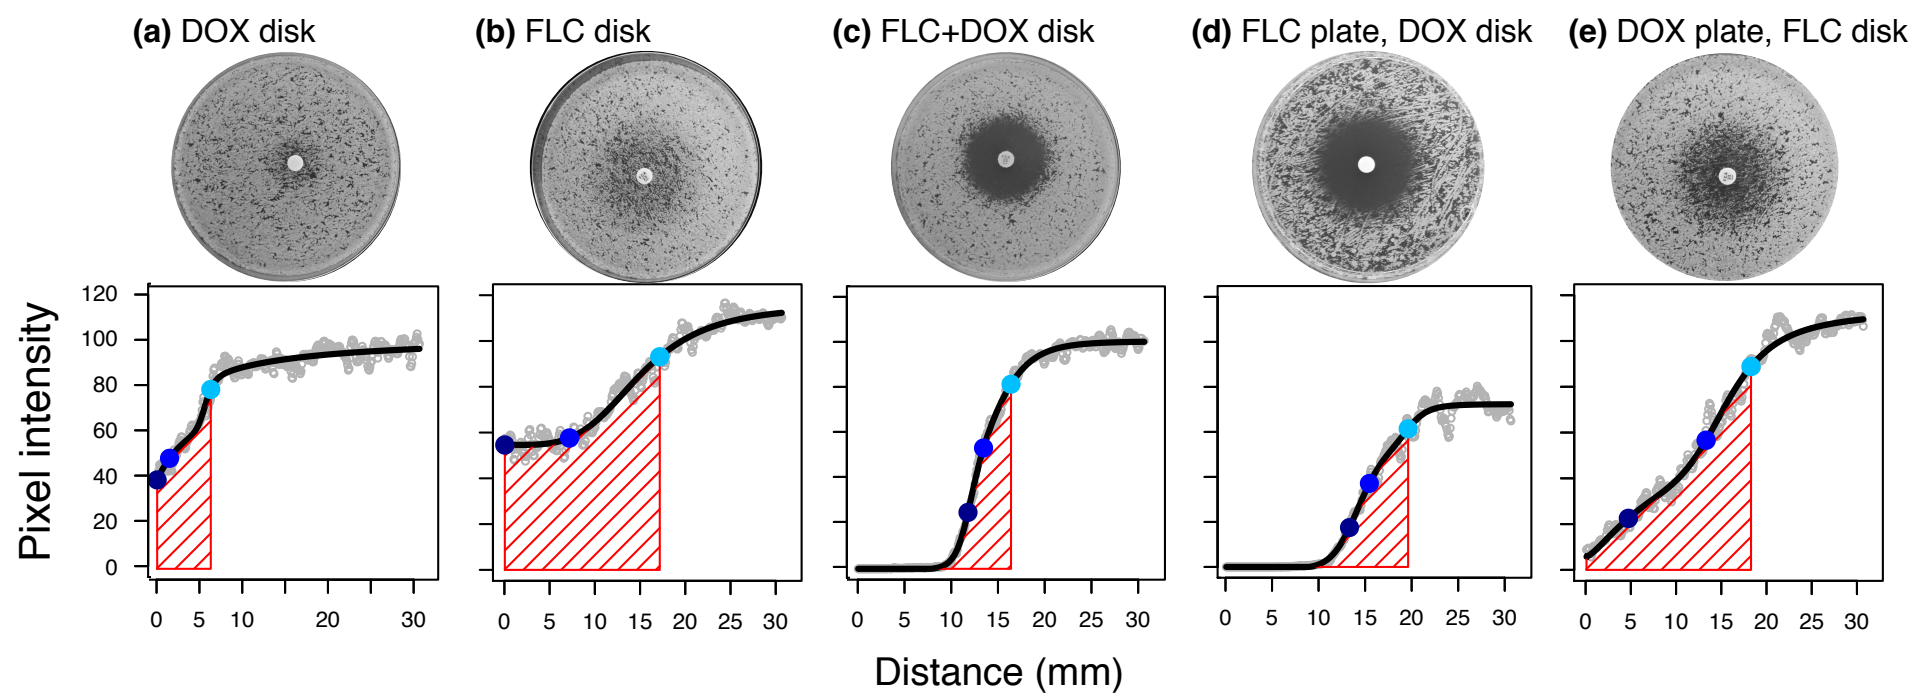 (a) DOX disk
(b) FLC disk
(c) FLC+DOX disk
(d) FLC plate, DOX disk
(e) DOX plate, FLC disk
Pixel intensity
120
100
80
60
40
20
0
0 5 10 20 30
0 5 10 15 20 25 30
0 5 10 15 20 25 30
0 5 10 15 20 25 30
0 5 10 15 20 25 30
Distance (mm)